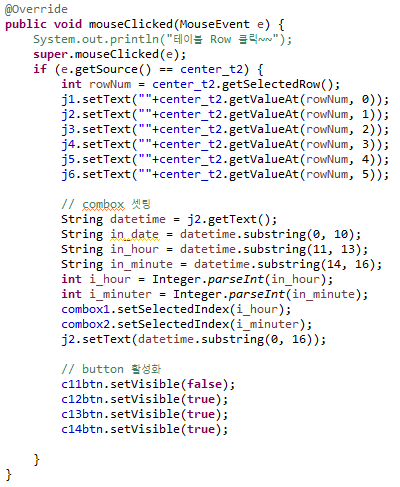 @Override
public void mouseClicked(MouseEvent e) {
System.out.println("테이블 Row 클릭~~");
super.mouseClicked(e);
if (e.getSource() == center_t2) {
int rowNum = center_t2.getSelectedRow();
j1.setText(""+center_t2.getValueAt(rowNum, 0));
j2.setText(""+center_t2.getValueAt(rowNum, 1));
j3.setText(""+center_t2.getValueAt(rowNum, 2));
j4.setText(""+center_t2.getValueAt(rowNum, 3));
j5.setText(""+center_t2.getValueAt(rowNum, 4));
j6.setText(""+center_t2.getValueAt(rowNum, 5));
// combox 셋팅
String datetime = j2.getText();
String in_date = datetime.substring(0, 10);
String in_hour = datetime.substring(11, 13);
String in_minute = datetime.substring(14, 16);
int i_hour = Integer.parseInt(in_hour);
int i_minuter = Integer.parseInt(in_minute);
combox1.setSelectedIndex(i_hour);
combox2.setSelectedIndex(i_minuter);
j2.setText(datetime.substring(0, 16));
// button 활성화
c11btn.setVisible(false);
c12btn.setVisible(true);
c13btn.setVisible(true);
c14btn.setVisible(true);
}
}